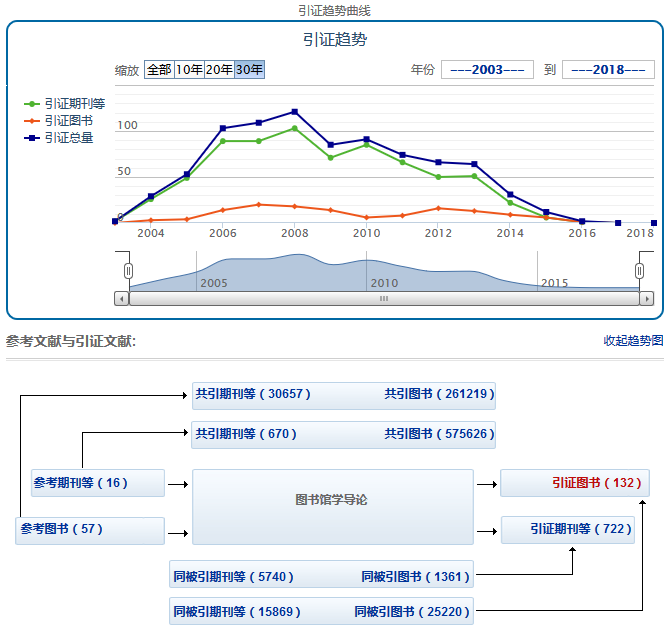 引证趋势曲线
引证趋势
缩放 全部 10年 20年 30年 年份 ---2003--- 到 ---2018---
引证期刊等
引证图书
引证总量
100
50
0
2004 2006 2008 2010 2012 2014 2016 2018
2005 2010 2015
参考文献与引证文献: 收起趋势图
共引期刊等（30657） 共引图书（261219）
共引期刊等（670） 共引图书（575626）
参考期刊等（16） 图书馆学导论 引证图书（132）
参考图书（57） 引证期刊等（722）
同被引期刊等（5740） 同被引图书（1361）
同被引期刊等（15869） 同被引图书（25220）